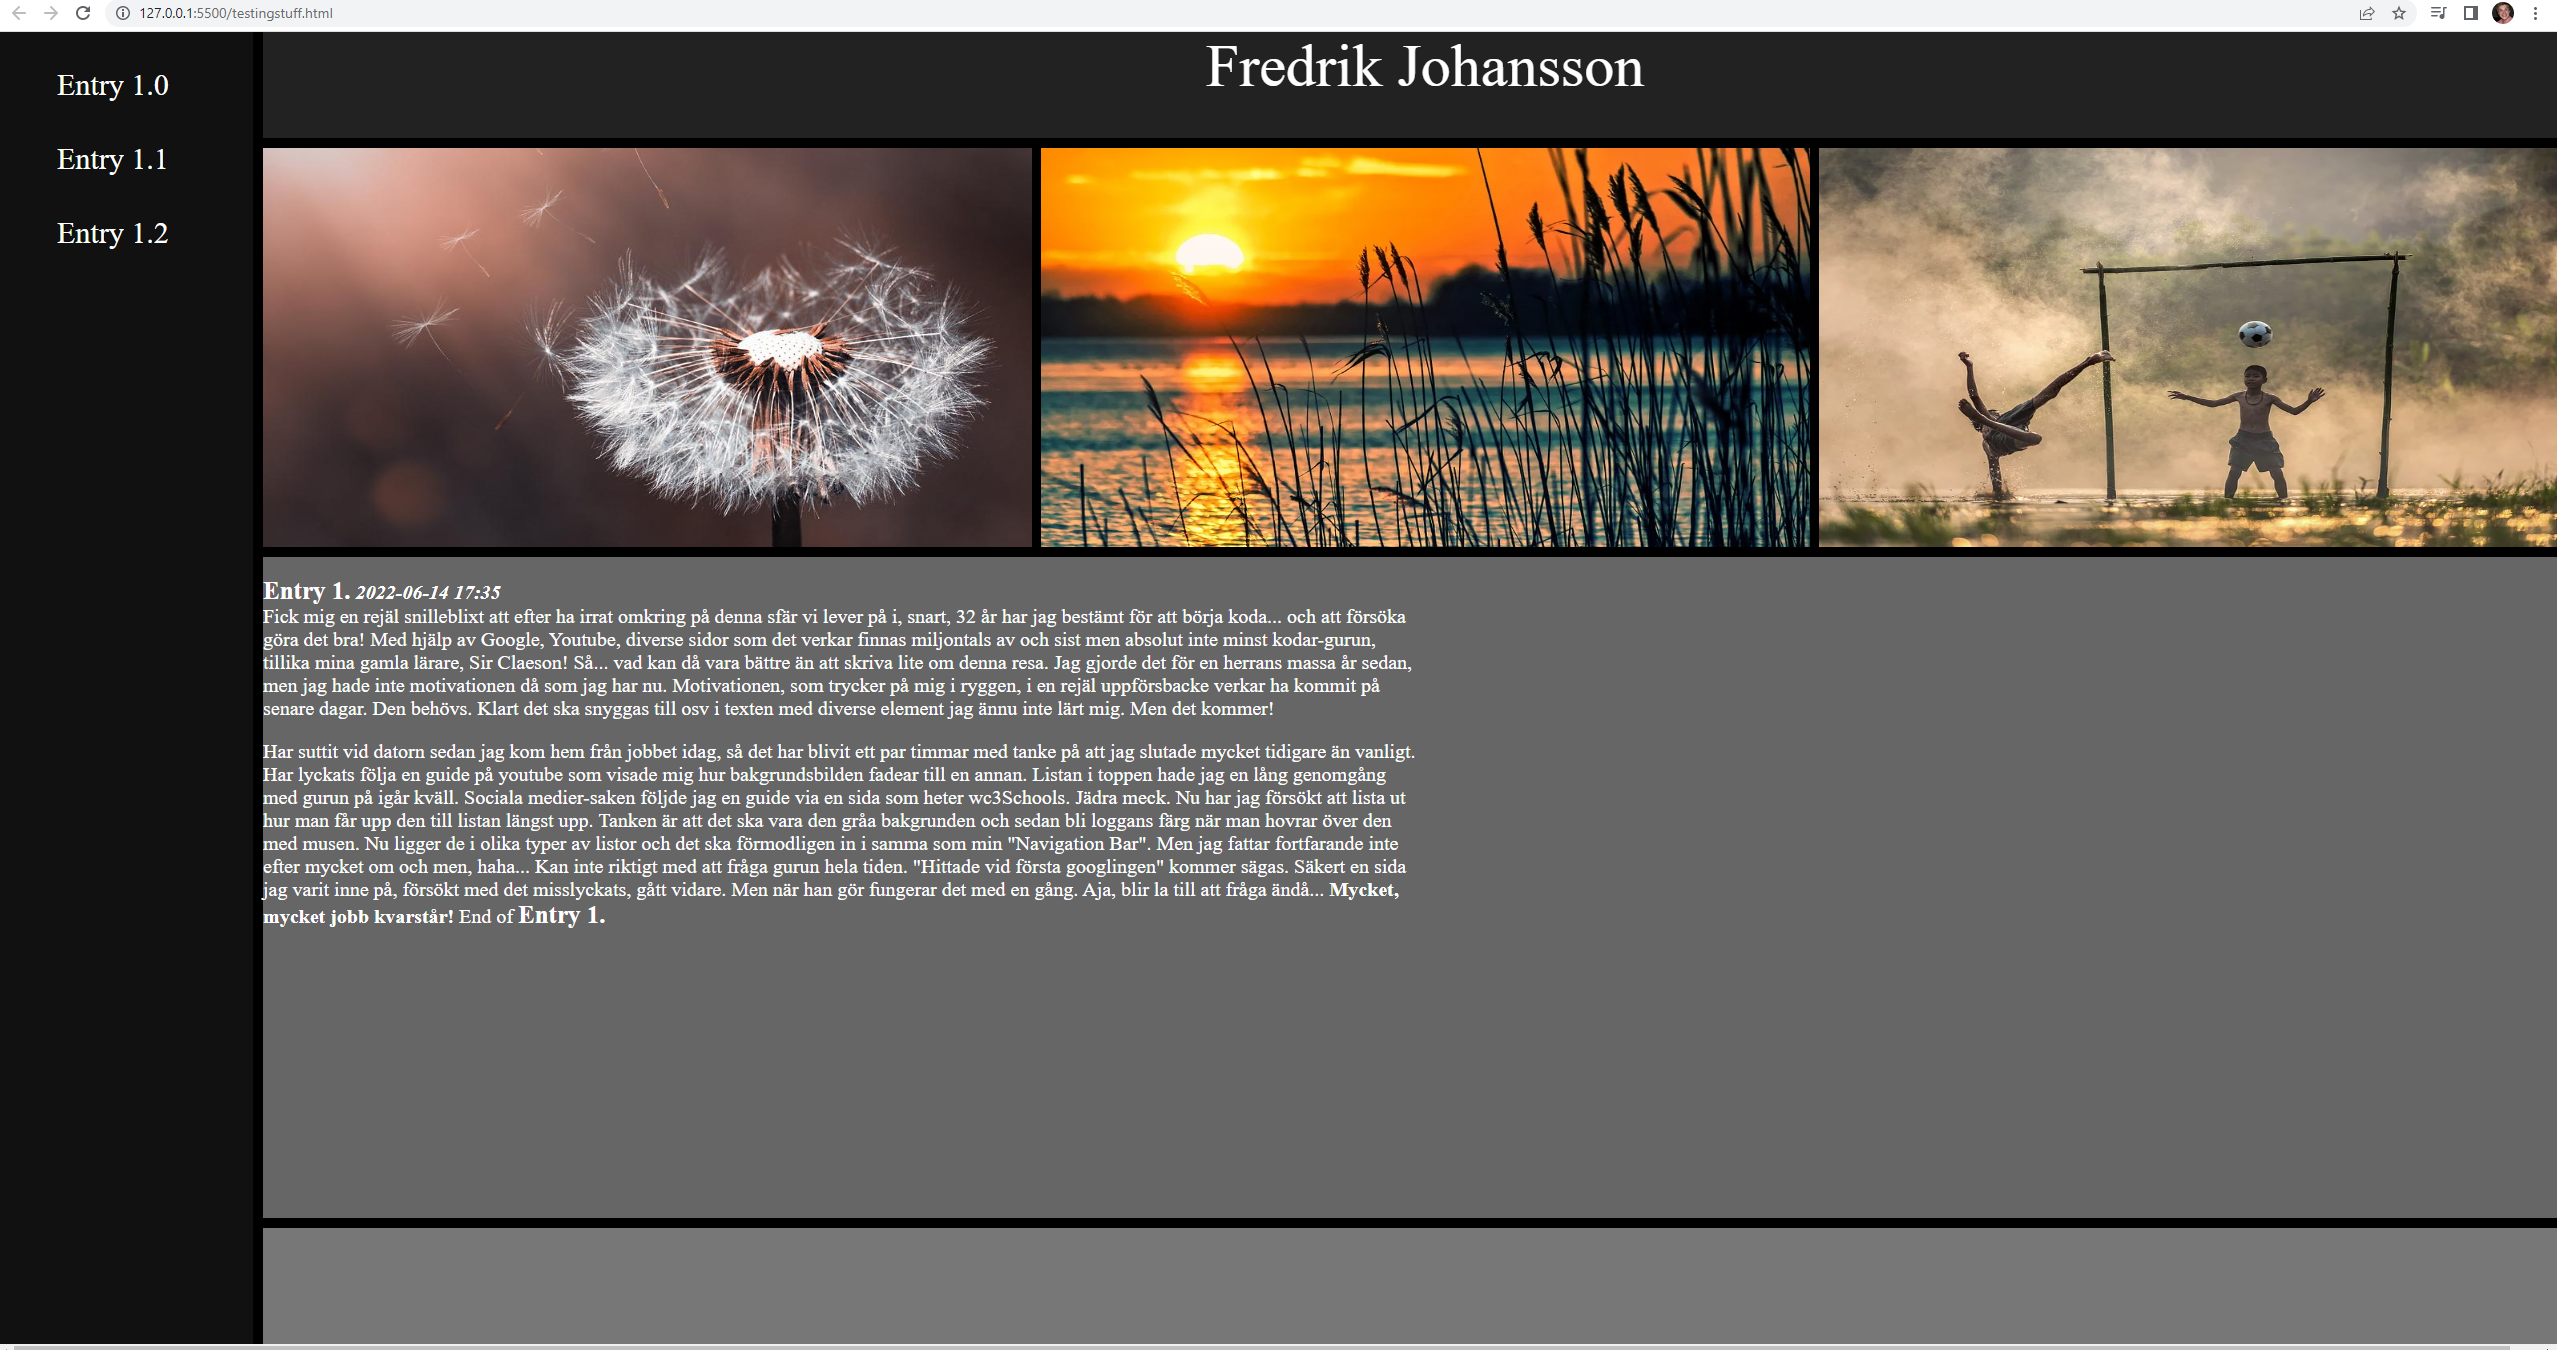 127.0.0.1:5500/testingstuff.html
Fredrik Johansson
Entry 1.0
Entry 1.1
Entry 1.2
Entry 1. 2022-06-14 17:35
Fick mig en rejäl snilleblixt att efter ha irrat omkring på denna sfär vi lever på i, snart, 32 år har jag bestämt för att börja koda... och att försöka
göra det bra! Med hjälp av Google, Youtube, diverse sidor som det verkar finnas miljontals av och sist men absolut inte minst kodar-gurun,
tillika mina gamla lärare, Sir Claeson! Så... vad kan då vara bättre än att skriva lite om denna resa. Jag gjorde det för en herrans massa år sedan,
men jag hade inte motivationen då som jag har nu. Motivationen, som trycker på mig i ryggen, i en rejäl uppförsbacke verkar ha kommit på
senare dagar. Den behövs. Klart det ska snyggas till osv i texten med diverse element jag ännu inte lärt mig. Men det kommer!
Har suttit vid datorn sedan jag kom hem från jobbet idag, så det har blivit ett par timmar med tanke på att jag slutade mycket tidigare än vanligt.
Har lyckats följa en guide på youtube som visade mig hur bakgrundsbilden fadear till en annan. Listan i toppen hade jag en lång genomgång
med gurun på igår kväll. Sociala medier-saken följde jag en guide via en sida som heter wc3Schools. Jädra meck. Nu har jag försökt att lista ut
hur man får upp den till listan längst upp. Tanken är att det ska vara den gråa bakgrunden och sedan bli loggans färg när man hovrar över den
med musen. Nu ligger de i olika typer av listor och det ska förmodligen in i samma som min "Navigation Bar". Men jag fattar fortfarande inte
efter mycket om och men, haha... Kan inte riktigt med att fråga gurun hela tiden. "Hittade vid första googlingen" kommer sägas. Säkert en sida
jag varit inne på, försökt med det misslyckats, gått vidare. Men när han gör fungerar det med en gång. Aja, blir la till att fråga ändå... Mycket,
mycket jobb kvarstår! End of Entry 1.